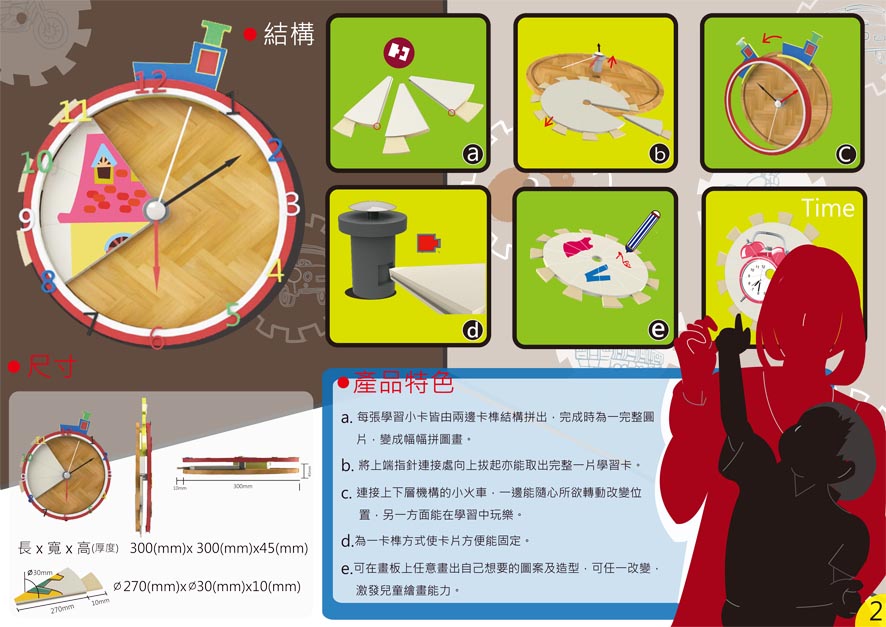 結構
12
11
1
10
2
9
3
8
4
7
5
6
a
b
c
d
e
Time
尺寸
10mm
300mm
45mm
長 x 寬 x 高(厚度) 300(mm)x 300(mm)x45(mm)
Ø30mm
270mm
10mm
Ø270(mm)xØ30(mm)x10(mm)
產品特色
a. 每張學習小卡皆由兩邊卡榫結構拼出，完成時為一完整圓
片，變成幅幅拼圖畫。
b. 將上端指針連接處向上拔起亦能取出完整一片學習卡。
c. 連接上下層機構的小火車，一邊能隨心所欲轉動改變位
置，另一方面能在學習中玩樂。
d.為一卡榫方式使卡片方便能固定。
e.可在畫板上任意畫出自己想要的圖案及造型，可任一改變，
激發兒童繪畫能力。
2